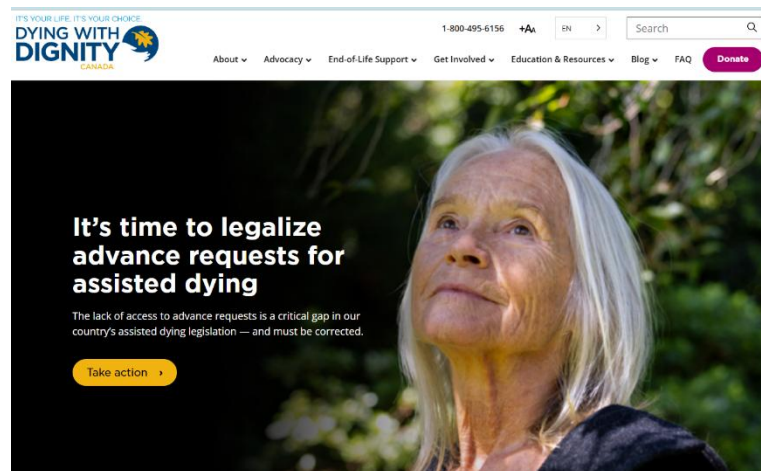 IT'S YOUR LIFE. IT'S YOUR CHOICE.
DYING WITH
DIGNITY
CANADA
1-800-495-6156 +AA EN > Search
About Advocacy End-of-Life Support Get Involved Education & Resources Blog FAQ Donate
It's time to legalize
advance requests for
assisted dying
The lack of access to advance requests is a critical gap in our
country's assisted dying legislation — and must be corrected.
Take action ›